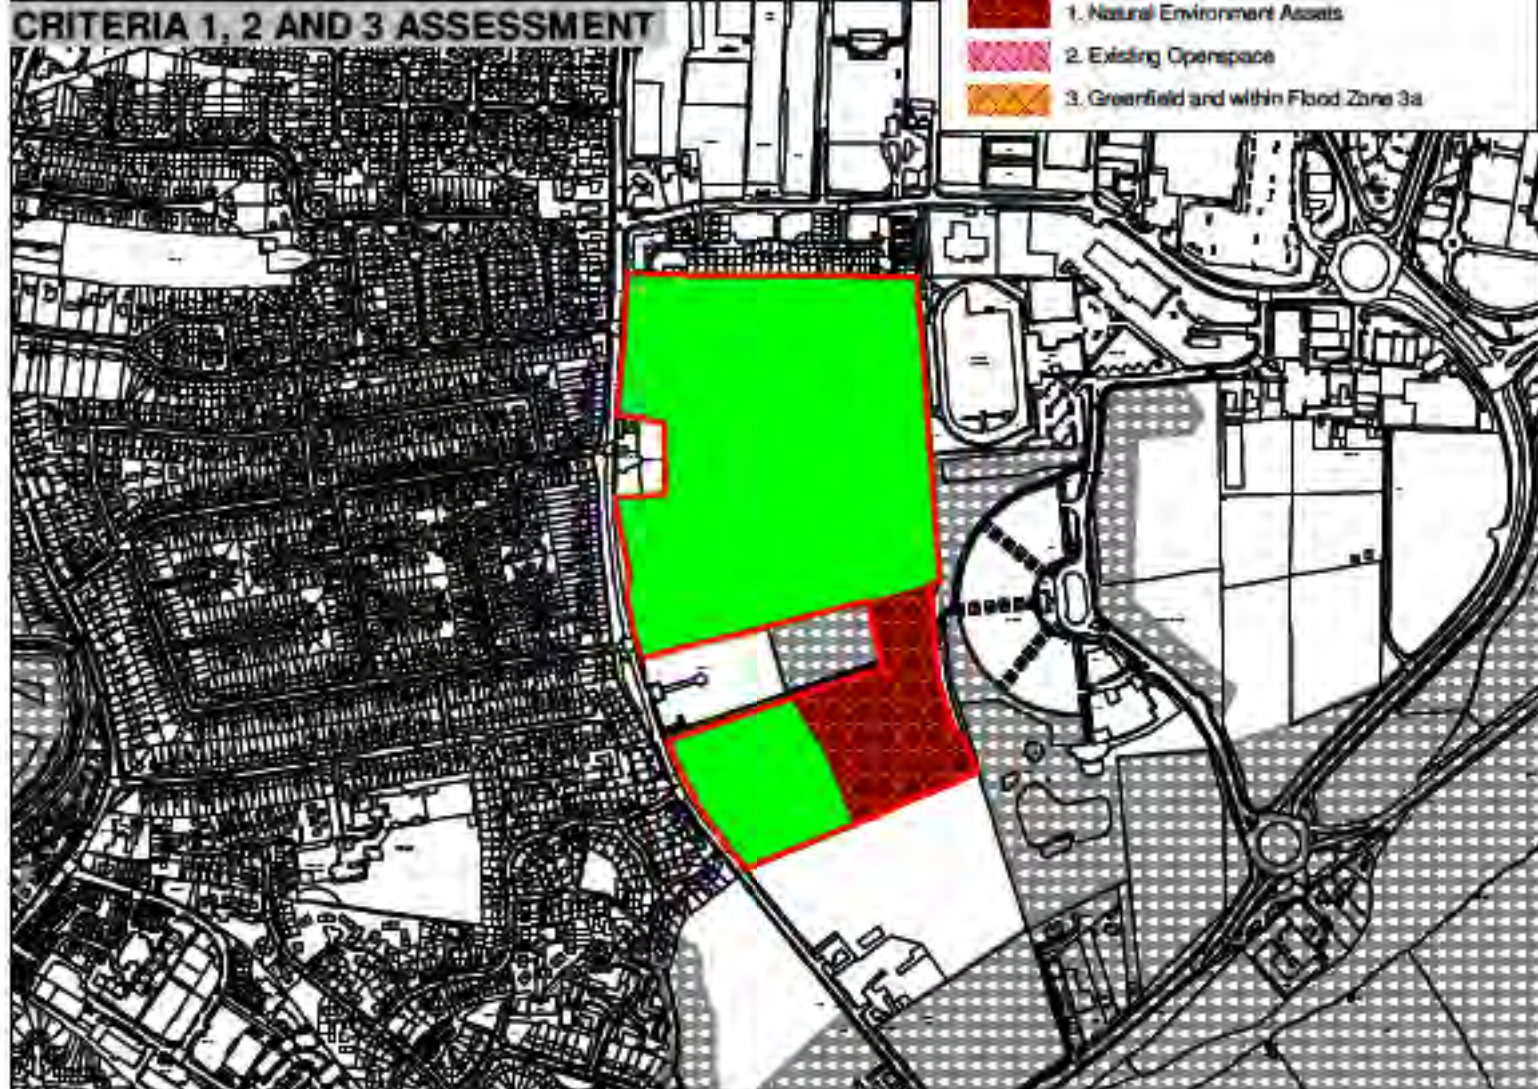 CRITERIA 1, 2 AND 3 ASSESSMENT
1. Natural Environment Assets
2. Existing Openspace
3. Greenfield and within Flood Zone 3a